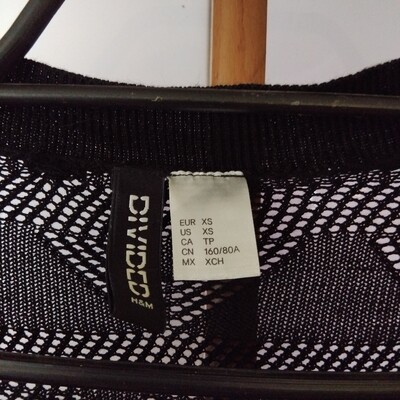 DIVIDED
H&M
EUR XS
US XS
CA TP
CN 160/80A
MX XCH